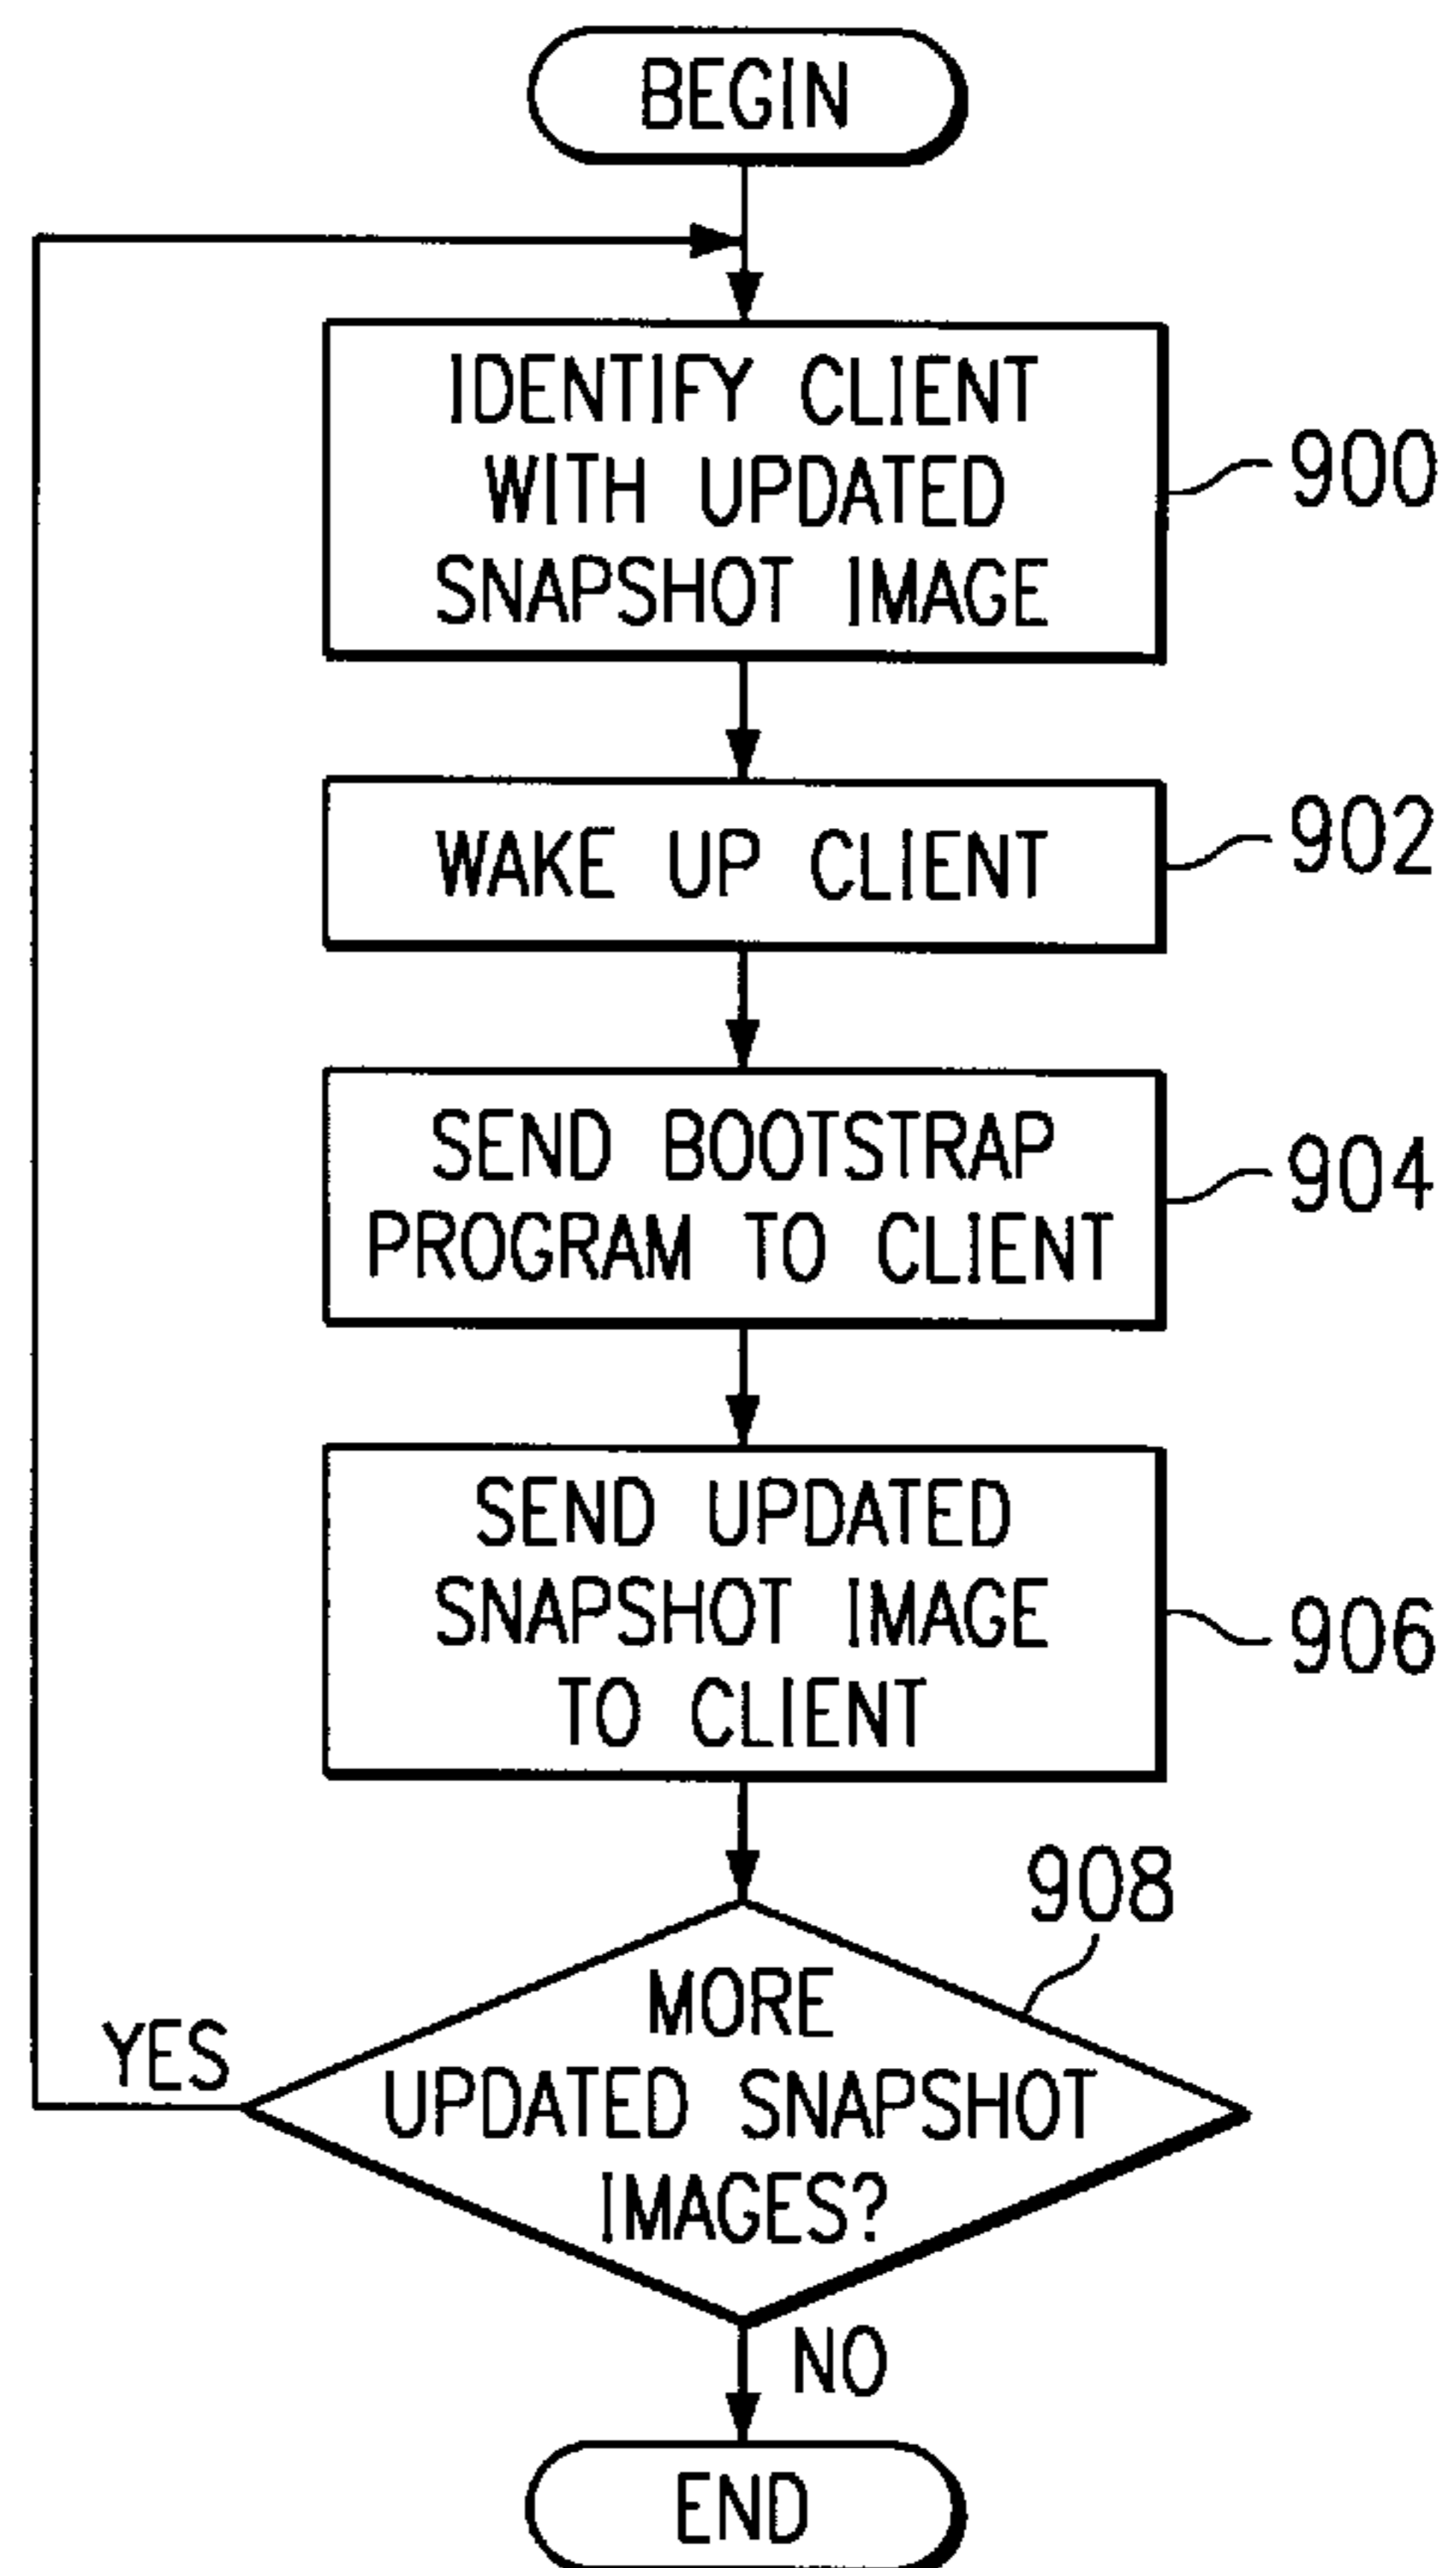 BEGIN
IDENTIFY CLIENT
WITH UPDATED
SNAPSHOT IMAGE
900
WAKE UP CLIENT
902
SEND BOOTSTRAP
PROGRAM TO CLIENT
904
SEND UPDATED
SNAPSHOT IMAGE
TO CLIENT
906
908
MORE
UPDATED SNAPSHOT
IMAGES?
YES
NO
END